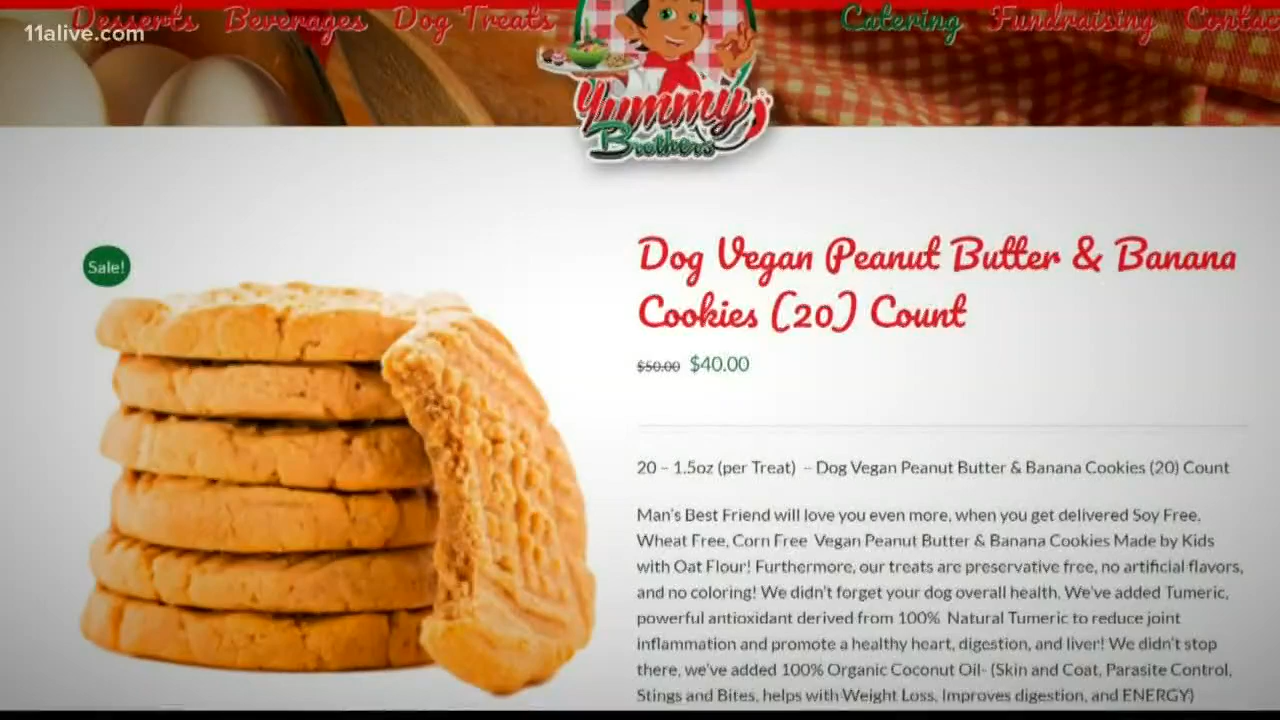 11alive.com
Desserts Beverages Dog Treats Catering Fundraising
Yummy
Brothers
Sale!
Dog Vegan Peanut Butter & Banana
Cookies (20) Count
$50.00 $40.00
20 – 1.5oz (per Treat) – Dog Vegan Peanut Butter & Banana Cookies (20) Count
Man's Best Friend will love you even more, when you get delivered Soy Free,
Wheat Free, Corn Free Vegan Peanut Butter & Banana Cookies Made by Kids
with Oat Flour! Furthermore, our treats are preservative free, no artificial flavors,
and no coloring! We didn't forget your dog overall health, We've added Tumeric,
powerful antioxidant derived from 100% Natural Tumeric to reduce joint
inflammation and promote a healthy heart, digestion, and liver! We didn't stop
there, we've added 100% Organic Coconut Oil- (Skin and Coat, Parasite Control,
Stings and Bites, helps with Weight Loss, Improves digestion, and ENERGY)